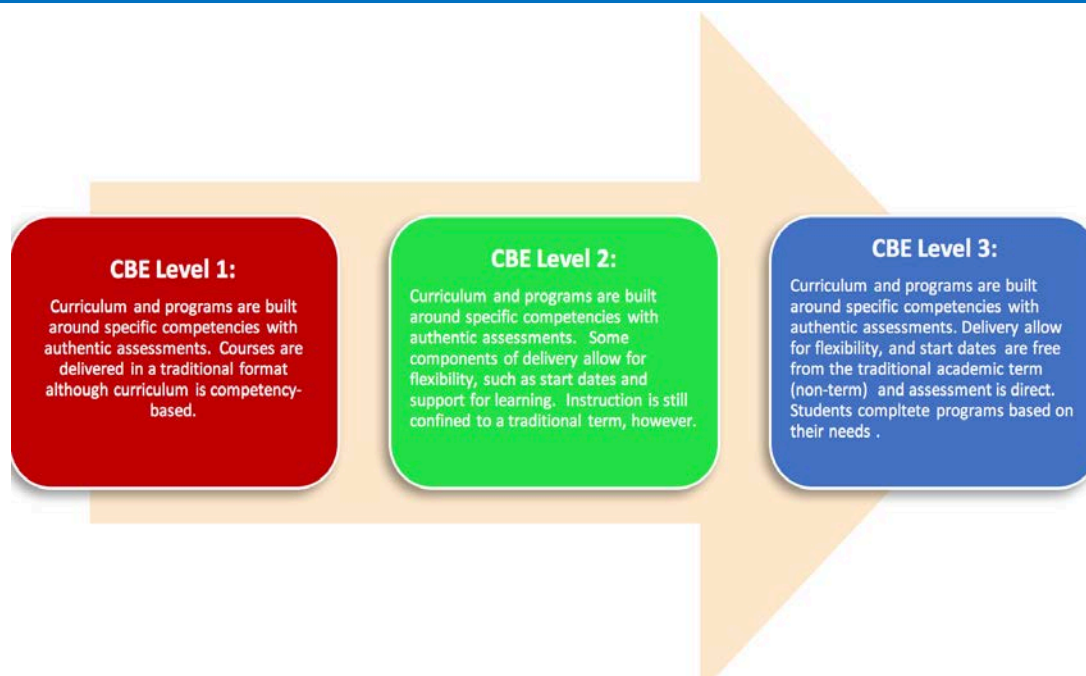 CBE Level 1:
Curriculum and programs are built
around specific competencies with
authentic assessments. Courses are
delivered in a traditional format
although curriculum is competency-
based.
CBE Level 2:
Curriculum and programs are built
around specific competencies with
authentic assessments. Some
components of delivery allow for
flexibility, such as start dates and
support for learning. Instruction is still
confined to a traditional term, however.
CBE Level 3:
Curriculum and programs are built
around specific competencies with
authentic assessments. Delivery allow
for flexibility, and start dates are free
from the traditional academic term
(non-term) and assessment is direct.
Students compltete programs based on
their needs .